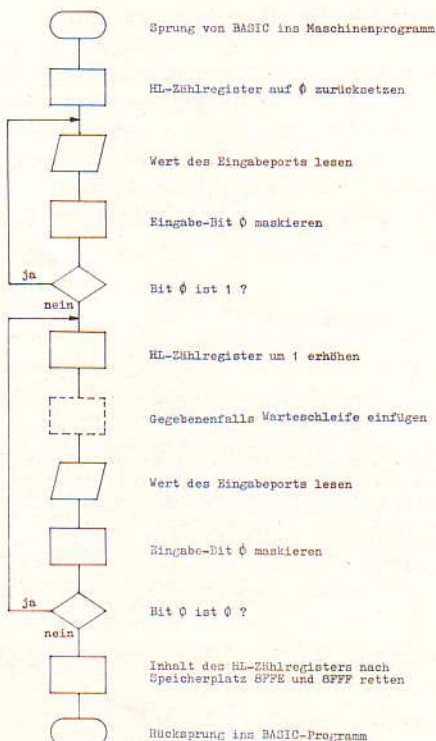 Sprung von BASIC ins Maschinenprogramm
HL-Zählregister auf ϕ zurücksetzen
Wert des Eingabeports lesen
Eingabe-Bit ϕ maskieren
ja
Bit ϕ ist 1 ?
nein
HL-Zählregister um 1 erhöhen
Gegebenenfalls Warteschleife einfügen
Wert des Eingabeports lesen
Eingabe-Bit ϕ maskieren
ja
Bit ϕ ist ϕ ?
nein
Inhalt des HL-Zählregisters nach
Speicherplatz 8FFE und 8FFF retten
Rücksprung ins BASIC-Programm